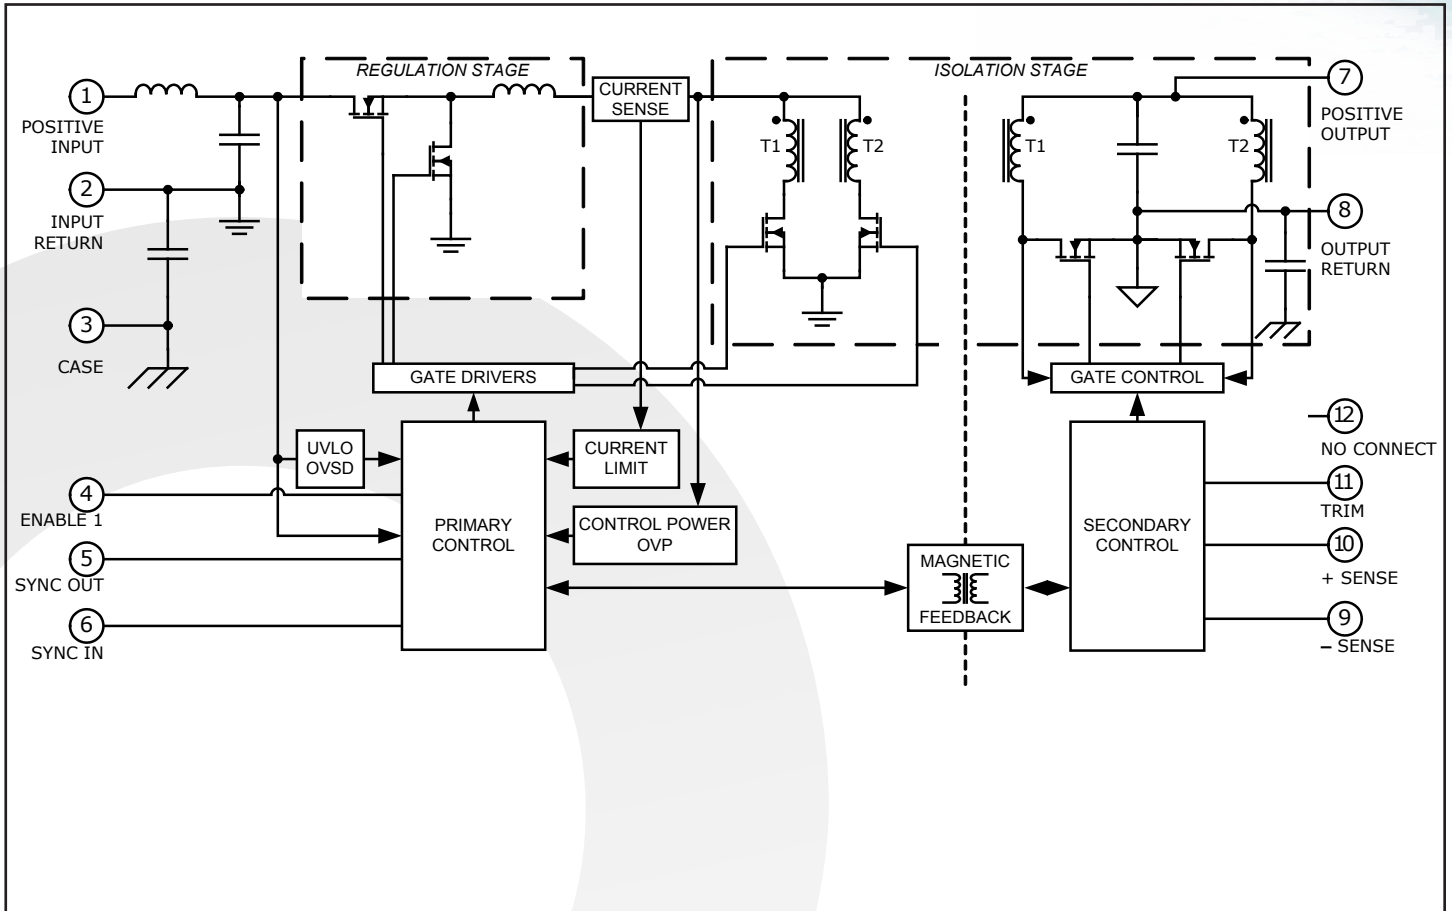 REGULATION STAGE
ISOLATION STAGE
1
POSITIVE
INPUT
2
INPUT
RETURN
3
CASE
4
ENABLE 1
5
SYNC OUT
6
SYNC IN
CURRENT
SENSE
T1
T2
T1
T2
7
POSITIVE
OUTPUT
8
OUTPUT
RETURN
GATE DRIVERS
GATE CONTROL
UVLO
OVSD
CURRENT
LIMIT
PRIMARY
CONTROL
CONTROL POWER
OVP
MAGNETIC
FEEDBACK
SECONDARY
CONTROL
12
NO CONNECT
11
TRIM
10
+ SENSE
9
− SENSE